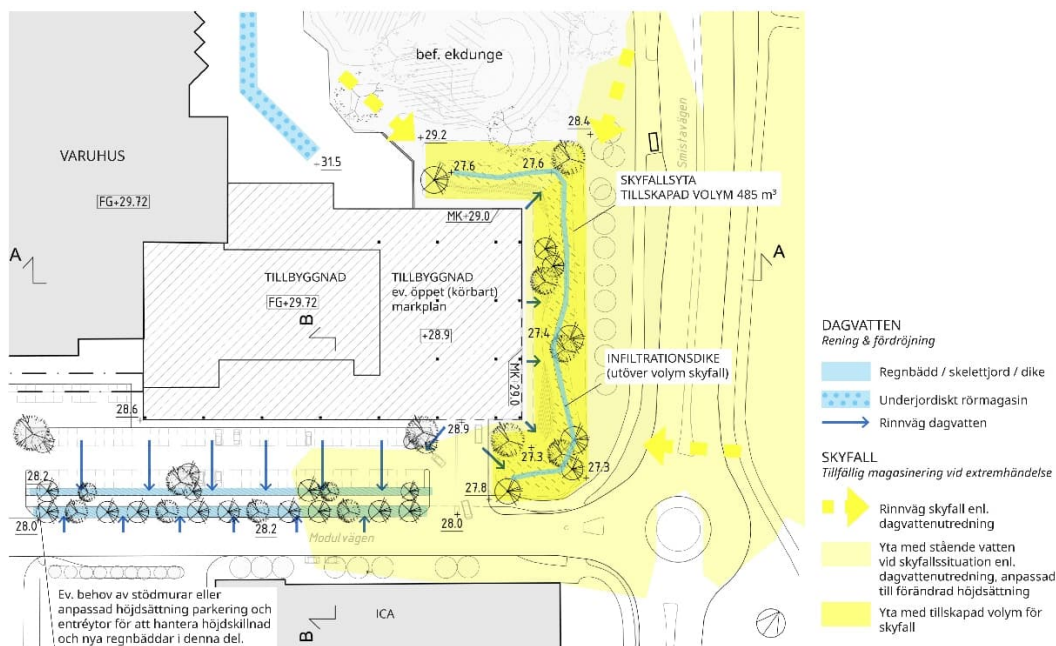 bef. ekdunge
VARUHUS
FG+29.72
+31.5
+29.2
28.4
Smistavägen
27.6
27.6
SKYFALLSYTA
TILLSKAPAD VOLYM 485 m³
MK+29.0
A
A
TILLBYGGNAD
FG+29.72
TILLBYGGNAD
ev. öppet (körbart)
markplan
+28.9
B
27.4
MK+29.0
INFILTRATIONSDIKE
(utöver volym skyfall)
28.6
28.9
27.3
27.3
27.8
28.2
28.0
28.2
28.0
Modulvägen
Ev. behov av stödmurar eller
anpassad höjdsättning parkering och
entréytor för att hantera höjdskillnad
och nya regnbäddar i denna del.
B
ICA
DAGVATTEN
Rening & fördröjning
Regnbädd / skelettjord / dike
Underjordiskt rörmagasin
Rinnväg dagvatten
SKYFALL
Tillfällig magasinering vid extremhändelse
Rinnväg skyfall enl.
dagvattenutredning
Yta med stående vatten
vid skyfallssituation enl.
dagvattenutredning, anpassad
till förändrad höjdsättning
Yta med tillskapad volym för
skyfall